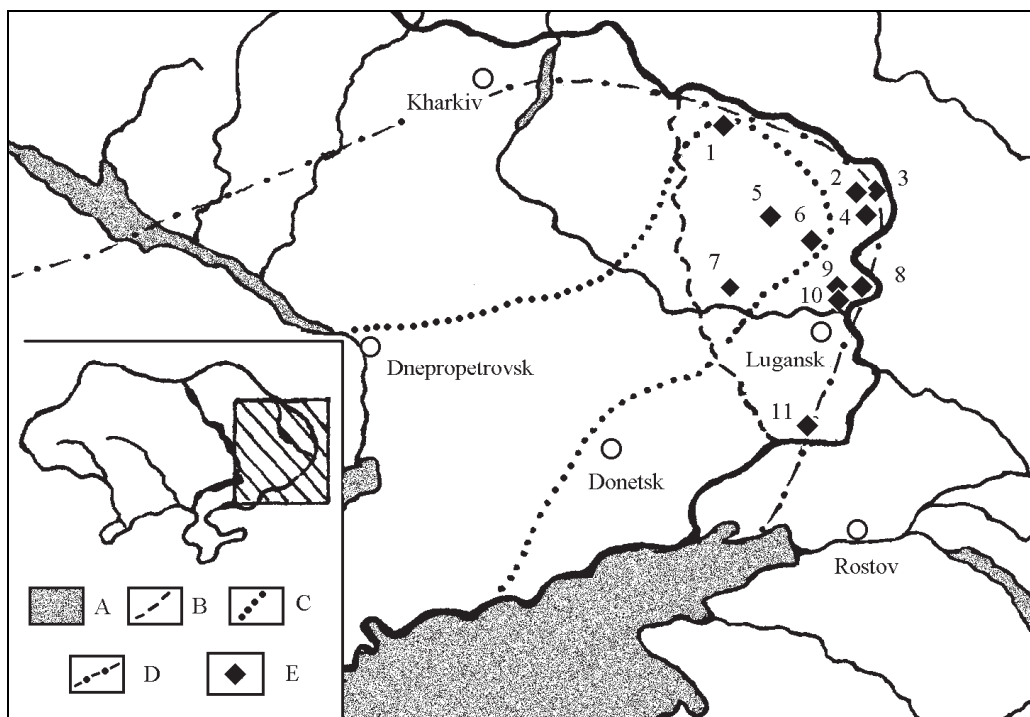 Kharkiv
1
2
3
5
6
4
7
9
8
10
Lugansk
Dnepropetrovsk
11
Donetsk
Rostov
A
B
C
D
E